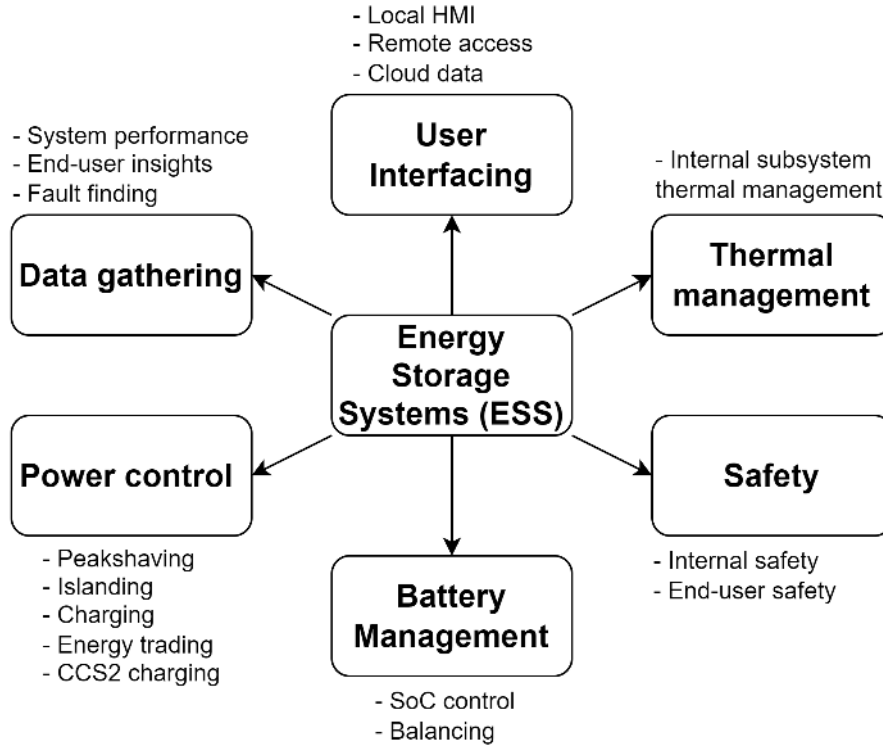 - Local HMI
- Remote access
- Cloud data
User
Interfacing
- System performance
- End-user insights
- Fault finding
Data gathering
- Internal subsystem
thermal management
Thermal
management
Energy
Storage
Systems (ESS)
Power control
- Peakshaving
- Islanding
- Charging
- Energy trading
- CCS2 charging
Battery
Management
- SoC control
- Balancing
Safety
- Internal safety
- End-user safety